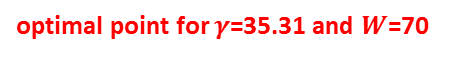 optimal point for γ=35.31 and W=70